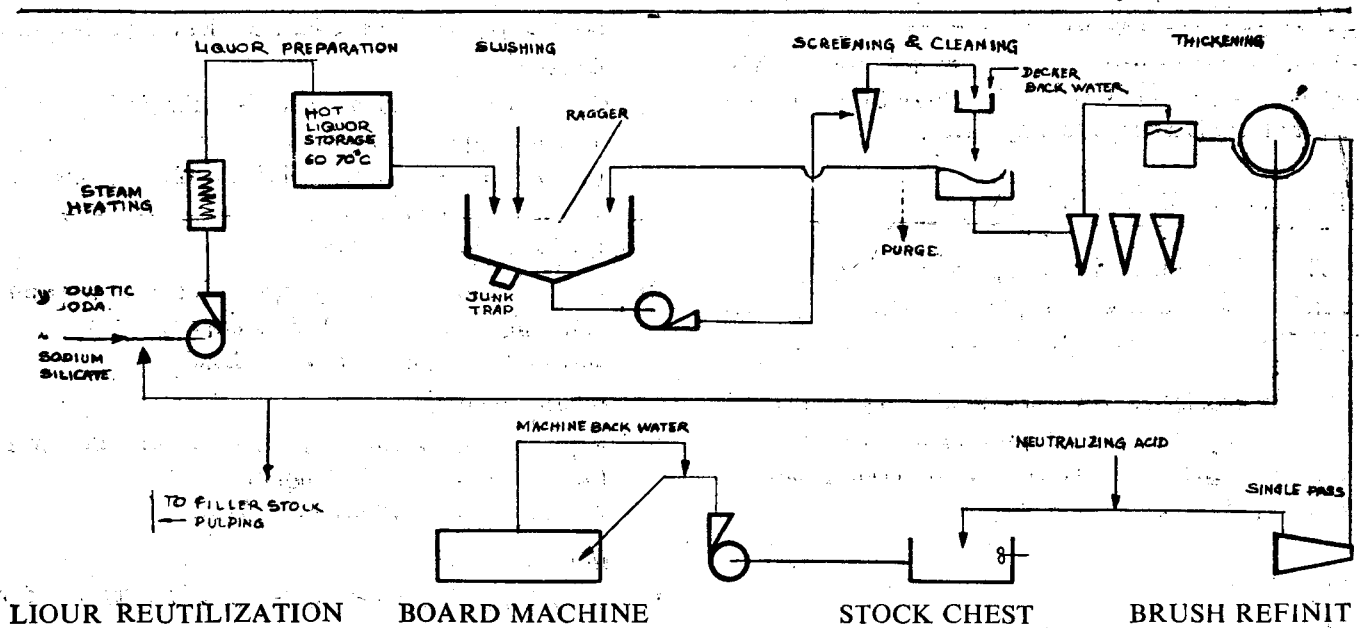 LIQUOR PREPARATION
SLUSHING
SCREENING & CLEANING
THICKENING
HOT
LIQUOR
STORAGE
60 70°C
RAGGER
DECKER
BACK WATER
STEAM
HEATING
PURGE
JUNK
TRAP
OUSTIC
ODA
SODIUM
SILICATE
MACHINE BACK WATER
NEUTRALIZING ACID
SINGLE PASS
TO FILLER STOCK
PULPING
LIOUR REUTILIZATION BOARD MACHINE STOCK CHEST BRUSH REFINIT